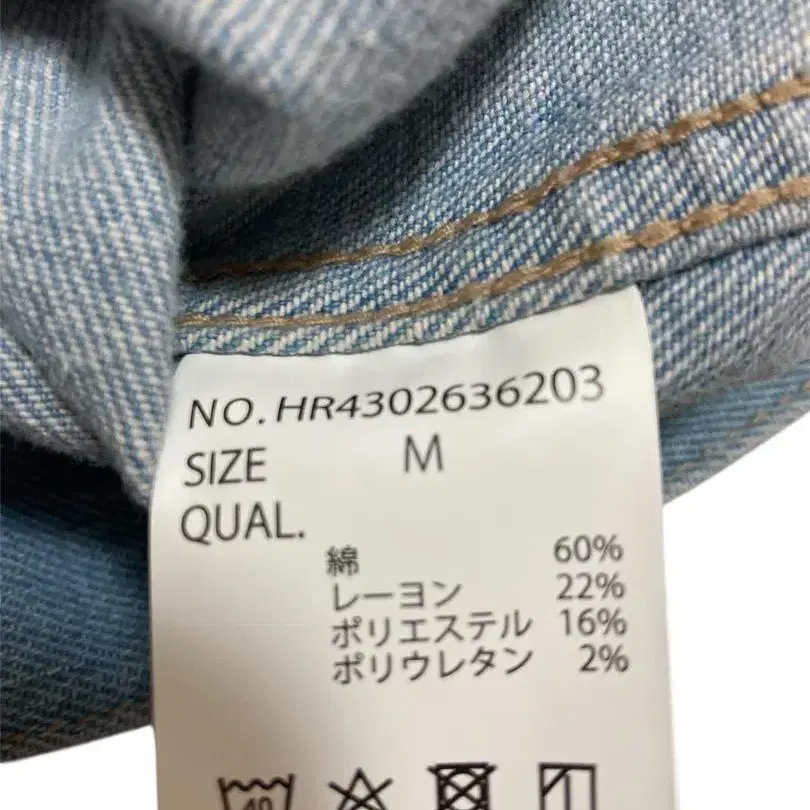 NO. HR4302636203
SIZE M
QUAL.
綿 60%
レーヨン 22%
ポリエステル 16%
ポリウレタン 2%
40